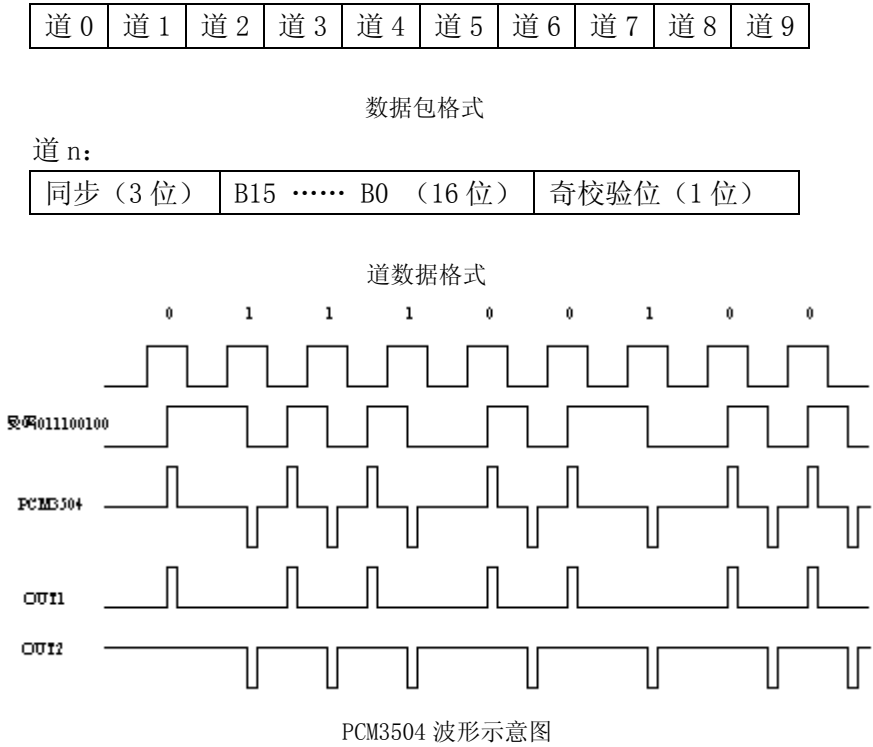 道0 道1 道2 道3 道4 道5 道6 道7 道8 道9
数据包格式
道 n：
同步（3 位） B15 …… B0 （16 位） 奇校验位（1 位）
道数据格式
0 1 1 1 0 0 1 0 0
011100100
PCM3504
OUT1
OUT2
PCM3504 波形示意图